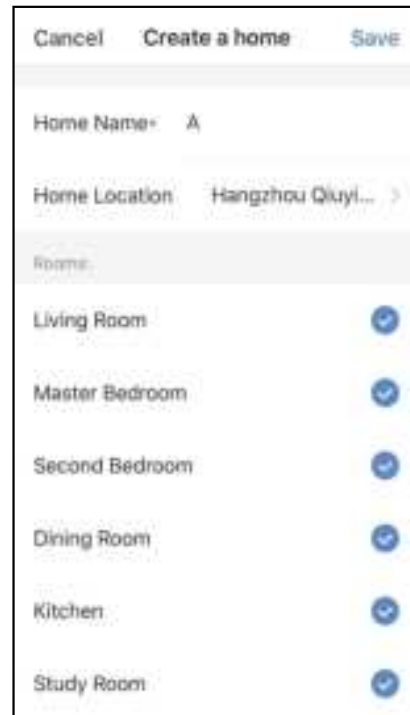 Cancel Create a home Save
Home Name* A
Home Location Hangzhou Qiuyi...
Rooms
Living Room
Master Bedroom
Second Bedroom
Dining Room
Kitchen
Study Room